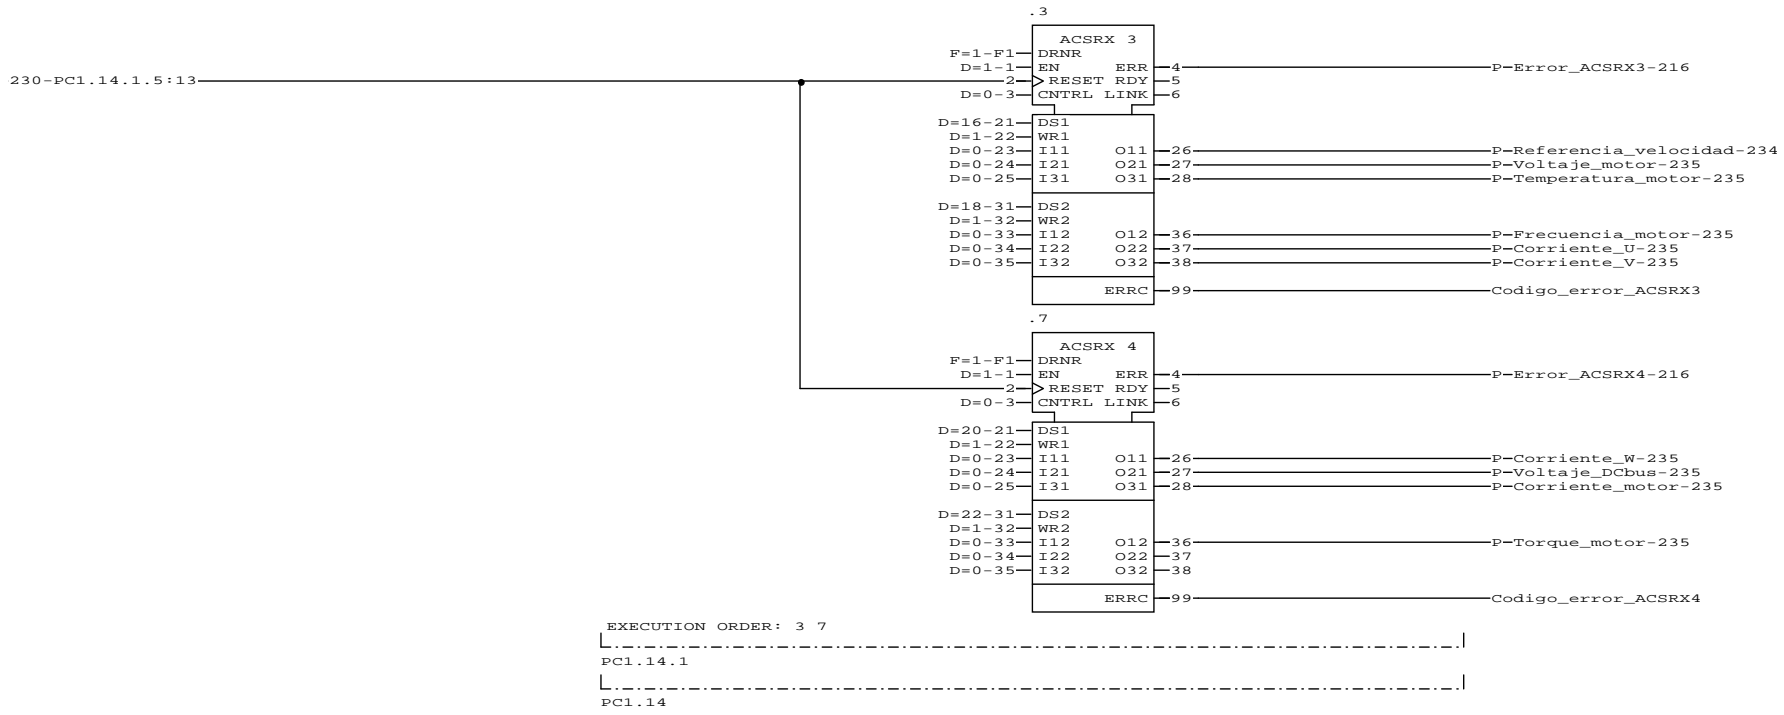 .3
ACSRX 3
F=1-F1 DRNR
D=1-1 EN ERR 4 P-Error_ACSRX3-216
230-PC1.14.1.5:13 2 RESET RDY 5
D=0-3 CNTRL LINK 6
D=16-21 DS1
D=1-22 WR1
D=0-23 I11 O11 26 P-Referencia_velocidad-234
D=0-24 I21 O21 27 P-Voltaje_motor-235
D=0-25 I31 O31 28 P-Temperatura_motor-235
D=18-31 DS2
D=1-32 WR2
D=0-33 I12 O12 36 P-Frecuencia_motor-235
D=0-34 I22 O22 37 P-Corriente_U-235
D=0-35 I32 O32 38 P-Corriente_V-235
ERRC 99 Codigo_error_ACSRX3
.7
ACSRX 4
F=1-F1 DRNR
D=1-1 EN ERR 4 P-Error_ACSRX4-216
2 RESET RDY 5
D=0-3 CNTRL LINK 6
D=20-21 DS1
D=1-22 WR1
D=0-23 I11 O11 26 P-Corriente_W-235
D=0-24 I21 O21 27 P-Voltaje_DCbus-235
D=0-25 I31 O31 28 P-Corriente_motor-235
D=22-31 DS2
D=1-32 WR2
D=0-33 I12 O12 36 P-Torque_motor-235
D=0-34 I22 O22 37
D=0-35 I32 O32 38
ERRC 99 Codigo_error_ACSRX4
EXECUTION ORDER: 3 7
PC1.14.1
PC1.14